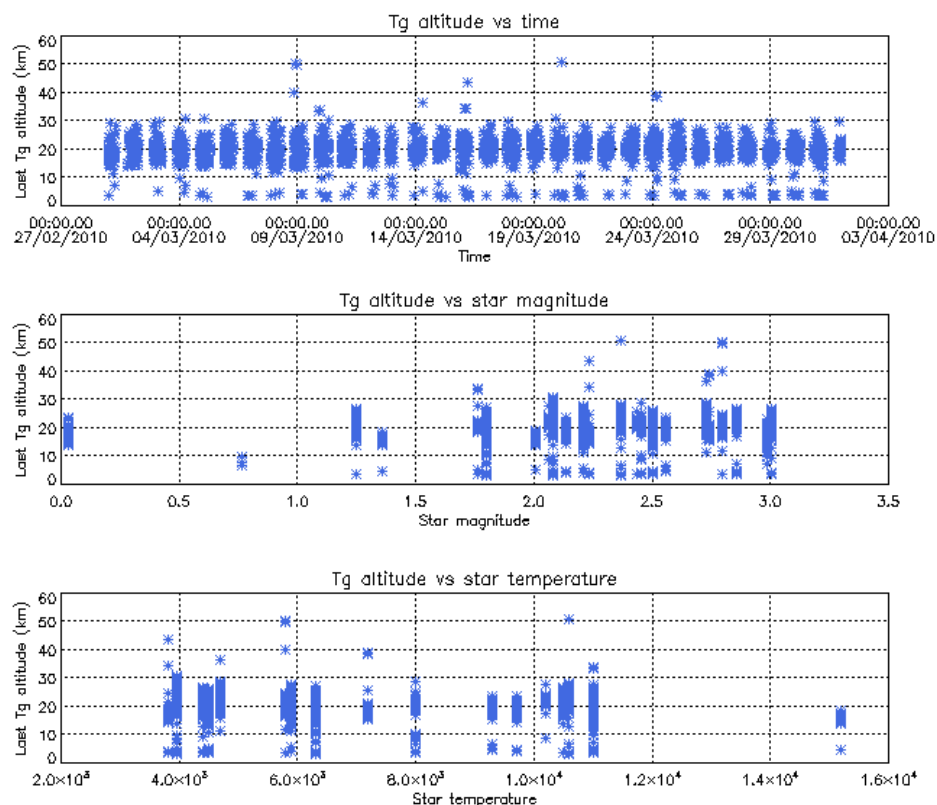 Tg altitude vs time
Last Tg altitude (km)
60
50
40
30
20
10
0
00:00.00 00:00.00 00:00.00 00:00.00 00:00.00 00:00.00 00:00.00 00:00.00
27/02/2010 04/03/2010 09/03/2010 14/03/2010 19/03/2010 24/03/2010 29/03/2010 03/04/2010
Time
Tg altitude vs star magnitude
Last Tg altitude (km)
60
50
40
30
20
10
0
0.0 0.5 1.0 1.5 2.0 2.5 3.0 3.5
Star magnitude
Tg altitude vs star temperature
Last Tg altitude (km)
60
50
40
30
20
10
0
2.0×10³ 4.0×10³ 6.0×10³ 8.0×10³ 1.0×10⁴ 1.2×10⁴ 1.4×10⁴ 1.6×10⁴
Star temperature